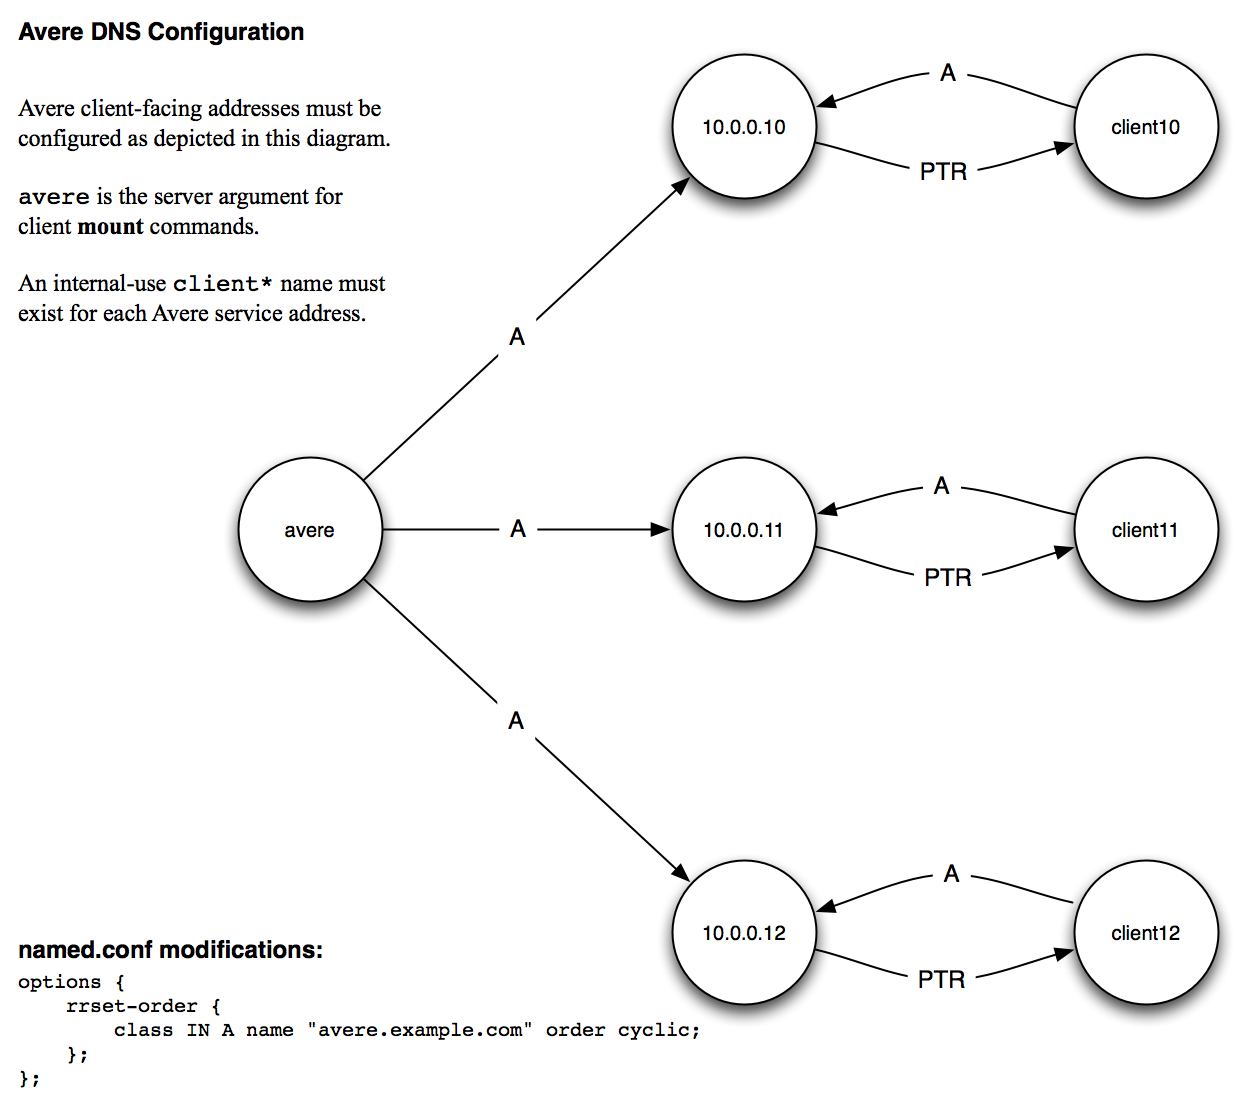 Avere DNS Configuration
Avere client-facing addresses must be
configured as depicted in this diagram.
avere is the server argument for
client mount commands.
An internal-use client* name must
exist for each Avere service address.
A
10.0.0.10
client10
PTR
A
avere
A
10.0.0.11
A
client11
PTR
A
10.0.0.12
A
client12
PTR
named.conf modifications:
options {
    rrset-order {
        class IN A name "avere.example.com" order cyclic;
    };
};